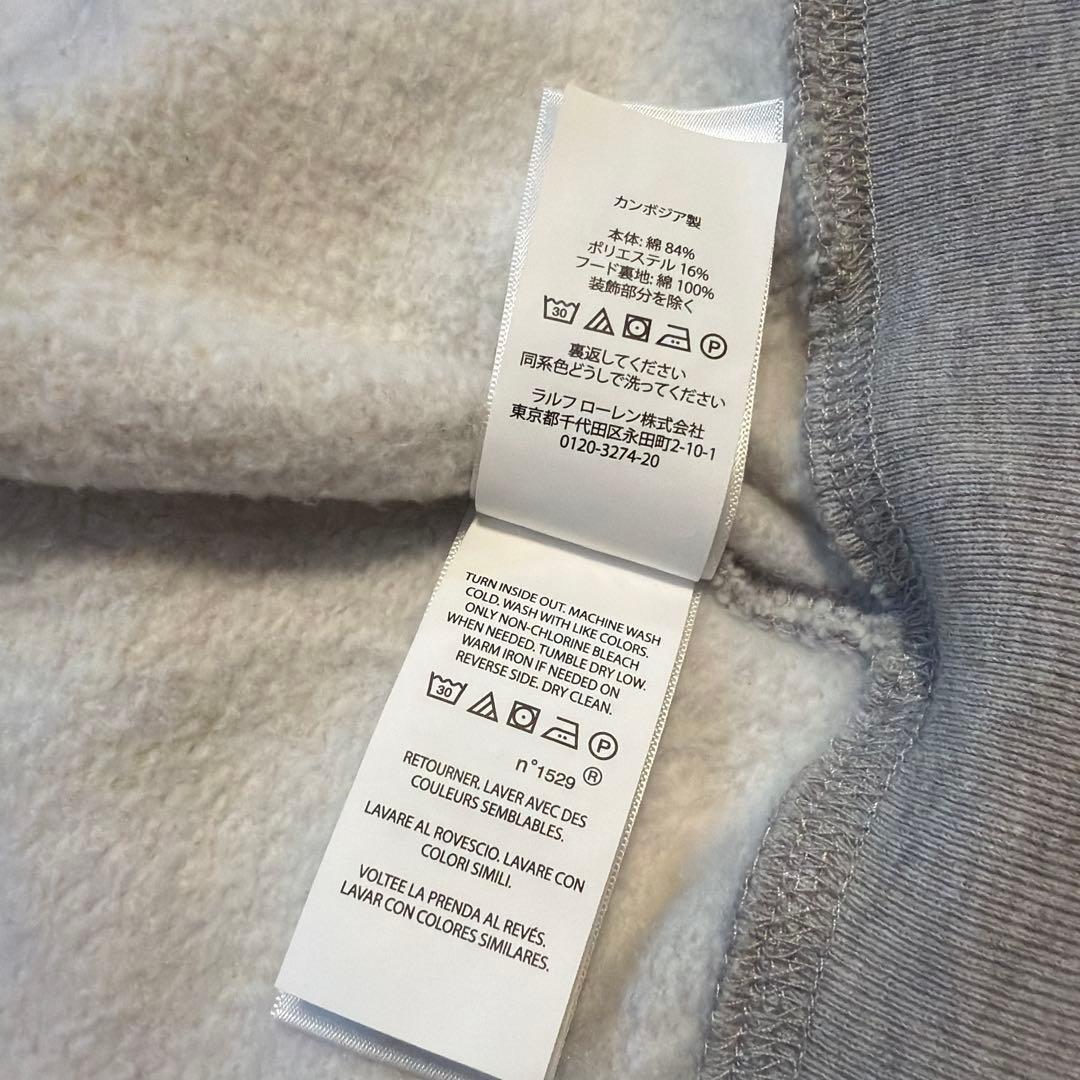 カンボジア製
本体: 綿 84%
ポリエステル 16%
フード裏地: 綿 100%
装飾部分を除く
30 P
裏返してください
同系色どうしで洗ってください
ラルフ ローレン株式会社
東京都千代田区永田町2-10-1
0120-3274-20
TURN INSIDE OUT. MACHINE WASH
COLD. WASH WITH LIKE COLORS.
ONLY NON-CHLORINE BLEACH
WHEN NEEDED. TUMBLE DRY LOW.
WARM IRON IF NEEDED ON
REVERSE SIDE. DRY CLEAN.
30 P
n°1529 ®
RETOURNER. LAVER AVEC DES
COULEURS SEMBLABLES.
LAVARE AL ROVESCIO. LAVARE CON
COLORI SIMILI.
VOLTEE LA PRENDA AL REVÉS.
LAVAR CON COLORES SIMILARES.